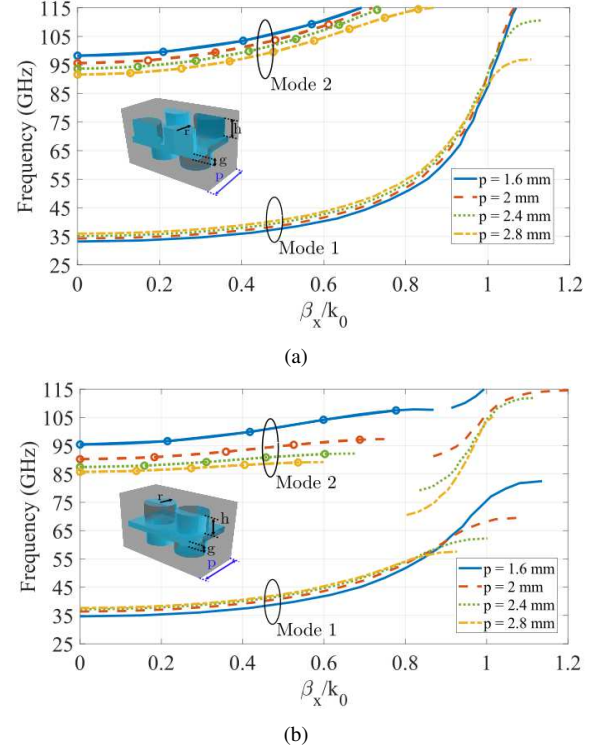 115
105
95
85
75
65
55
45
35
25
Frequency (GHz)
Mode 2
r
h
g
p
Mode 1
p = 1.6 mm
p = 2 mm
p = 2.4 mm
p = 2.8 mm
0 0.2 0.4 0.6 0.8 1 1.2
β_x/k_0
(a)
115
105
95
85
75
65
55
45
35
25
Frequency (GHz)
Mode 2
r
h
g
p
Mode 1
p = 1.6 mm
p = 2 mm
p = 2.4 mm
p = 2.8 mm
0 0.2 0.4 0.6 0.8 1 1.2
β_x/k_0
(b)